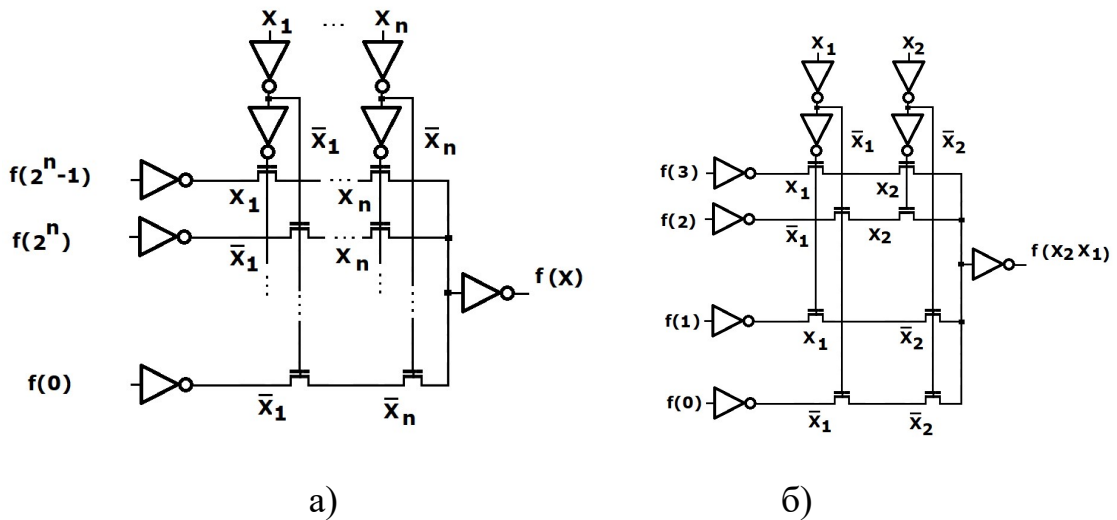 x₁ ... xₙ
x̄₁ x̄ₙ
f(2ⁿ-1)
x₁ ... xₙ
f(2ⁿ)
x̄₁ ... xₙ
f(x)
f(0)
x̄₁ x̄ₙ
а)
x₁ x₂
x̄₁ x̄₂
f(3)
x₁ x₂
f(2)
x̄₁ x₂
f(x₂x₁)
f(1)
x₁ x̄₂
f(0)
x̄₁ x̄₂
б)